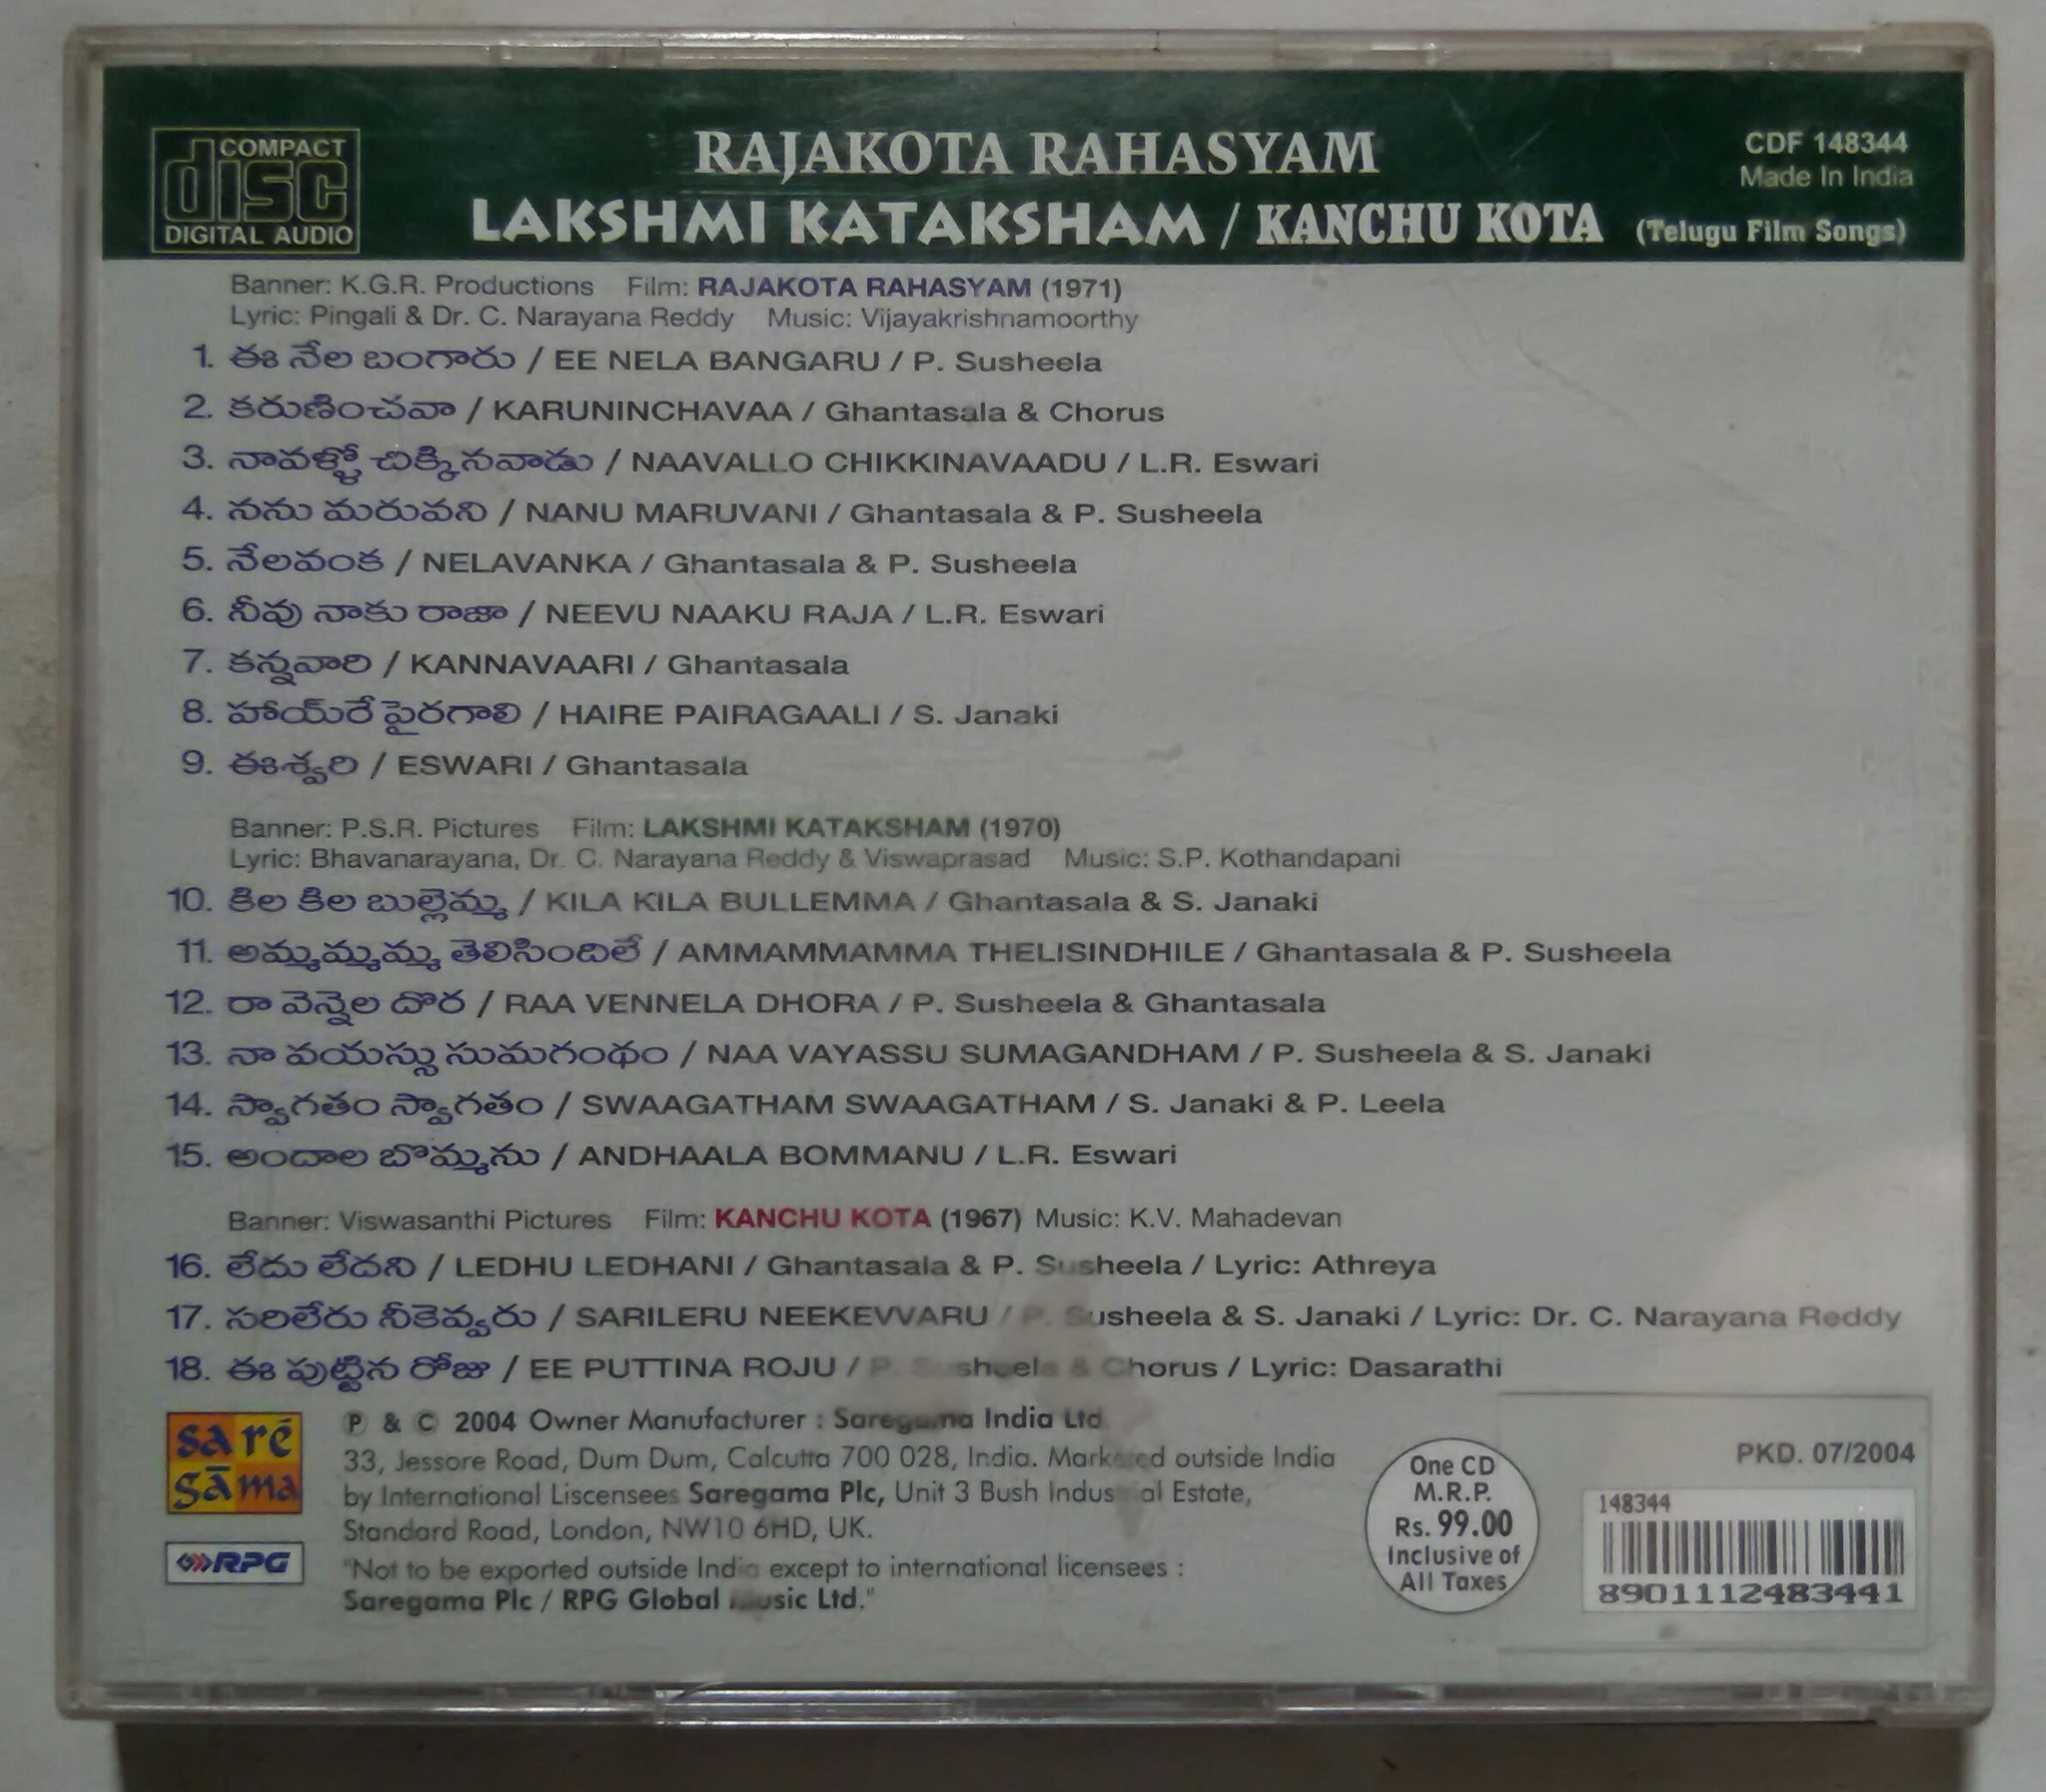 COMPACT
disc
DIGITAL AUDIO
RAJAKOTA RAHASYAM
CDF 148344
Made In India
LAKSHMI KATAKSHAM / KANCHU KOTA (Telugu Film Songs)
Banner: K.G.R. Productions Film: RAJAKOTA RAHASYAM (1971)
Lyric: Pingali & Dr. C. Narayana Reddy Music: Vijayakrishnamoorthy
1. ఈ నేల బంగారు / EE NELA BANGARU / P. Susheela
2. కరుణించవా / KARUNINCHAVAA / Ghantasala & Chorus
3. నావళ్ళో చిక్కినవాడు / NAAVALLO CHIKKINAVAADU / L.R. Eswari
4. నను మరువని / NANU MARUVANI / Ghantasala & P. Susheela
5. నేలవంక / NELAVANKA / Ghantasala & P. Susheela
6. నీవు నాకు రాజా / NEEVU NAAKU RAJA / L.R. Eswari
7. కన్నవారి / KANNAVAARI / Ghantasala
8. హాయ్‌రే పైరగాలి / HAIRE PAIRAGAALI / S. Janaki
9. ఈశ్వరి / ESWARI / Ghantasala
Banner: P.S.R. Pictures Film: LAKSHMI KATAKSHAM (1970)
Lyric: Bhavanarayana, Dr. C. Narayana Reddy & Viswaprasad Music: S.P. Kothandapani
10. కిల కిల బుల్లెమ్మ / KILA KILA BULLEMMA / Ghantasala & S. Janaki
11. అమ్మమ్మమ్మ తెలిసిందిలే / AMMAMMAMMA THELISINDHILE / Ghantasala & P. Susheela
12. రా వెన్నెల దొర / RAA VENNELA DHORA / P. Susheela & Ghantasala
13. నా వయస్సు సుమగంధం / NAA VAYASSU SUMAGANDHAM / P. Susheela & S. Janaki
14. స్వాగతం స్వాగతం / SWAAGATHAM SWAAGATHAM / S. Janaki & P. Leela
15. అందాల బొమ్మను / ANDHAALA BOMMANU / L.R. Eswari
Banner: Viswasanthi Pictures Film: KANCHU KOTA (1967) Music: K.V. Mahadevan
16. లేదు లేదని / LEDHU LEDHANI / Ghantasala & P. Susheela / Lyric: Athreya
17. సరిలేరు నీకెవ్వరు / SARILERU NEEKEVVARU / P. Susheela & S. Janaki / Lyric: Dr. C. Narayana Reddy
18. ఈ పుట్టిన రోజు / EE PUTTINA ROJU / P. Susheela & Chorus / Lyric: Dasarathi
sa ré
gā ma
RPG
Ⓟ & © 2004 Owner Manufacturer : Saregama India Ltd.
33, Jessore Road, Dum Dum, Calcutta 700 028, India. Marketed outside India
by International Liscensees Saregama Plc, Unit 3 Bush Industrial Estate,
Standard Road, London, NW10 6HD, UK.
"Not to be exported outside India except to international licensees :
Saregama Plc / RPG Global Music Ltd."
One CD
M.R.P.
Rs. 99.00
Inclusive of
All Taxes
PKD. 07/2004
148344
8901112483441